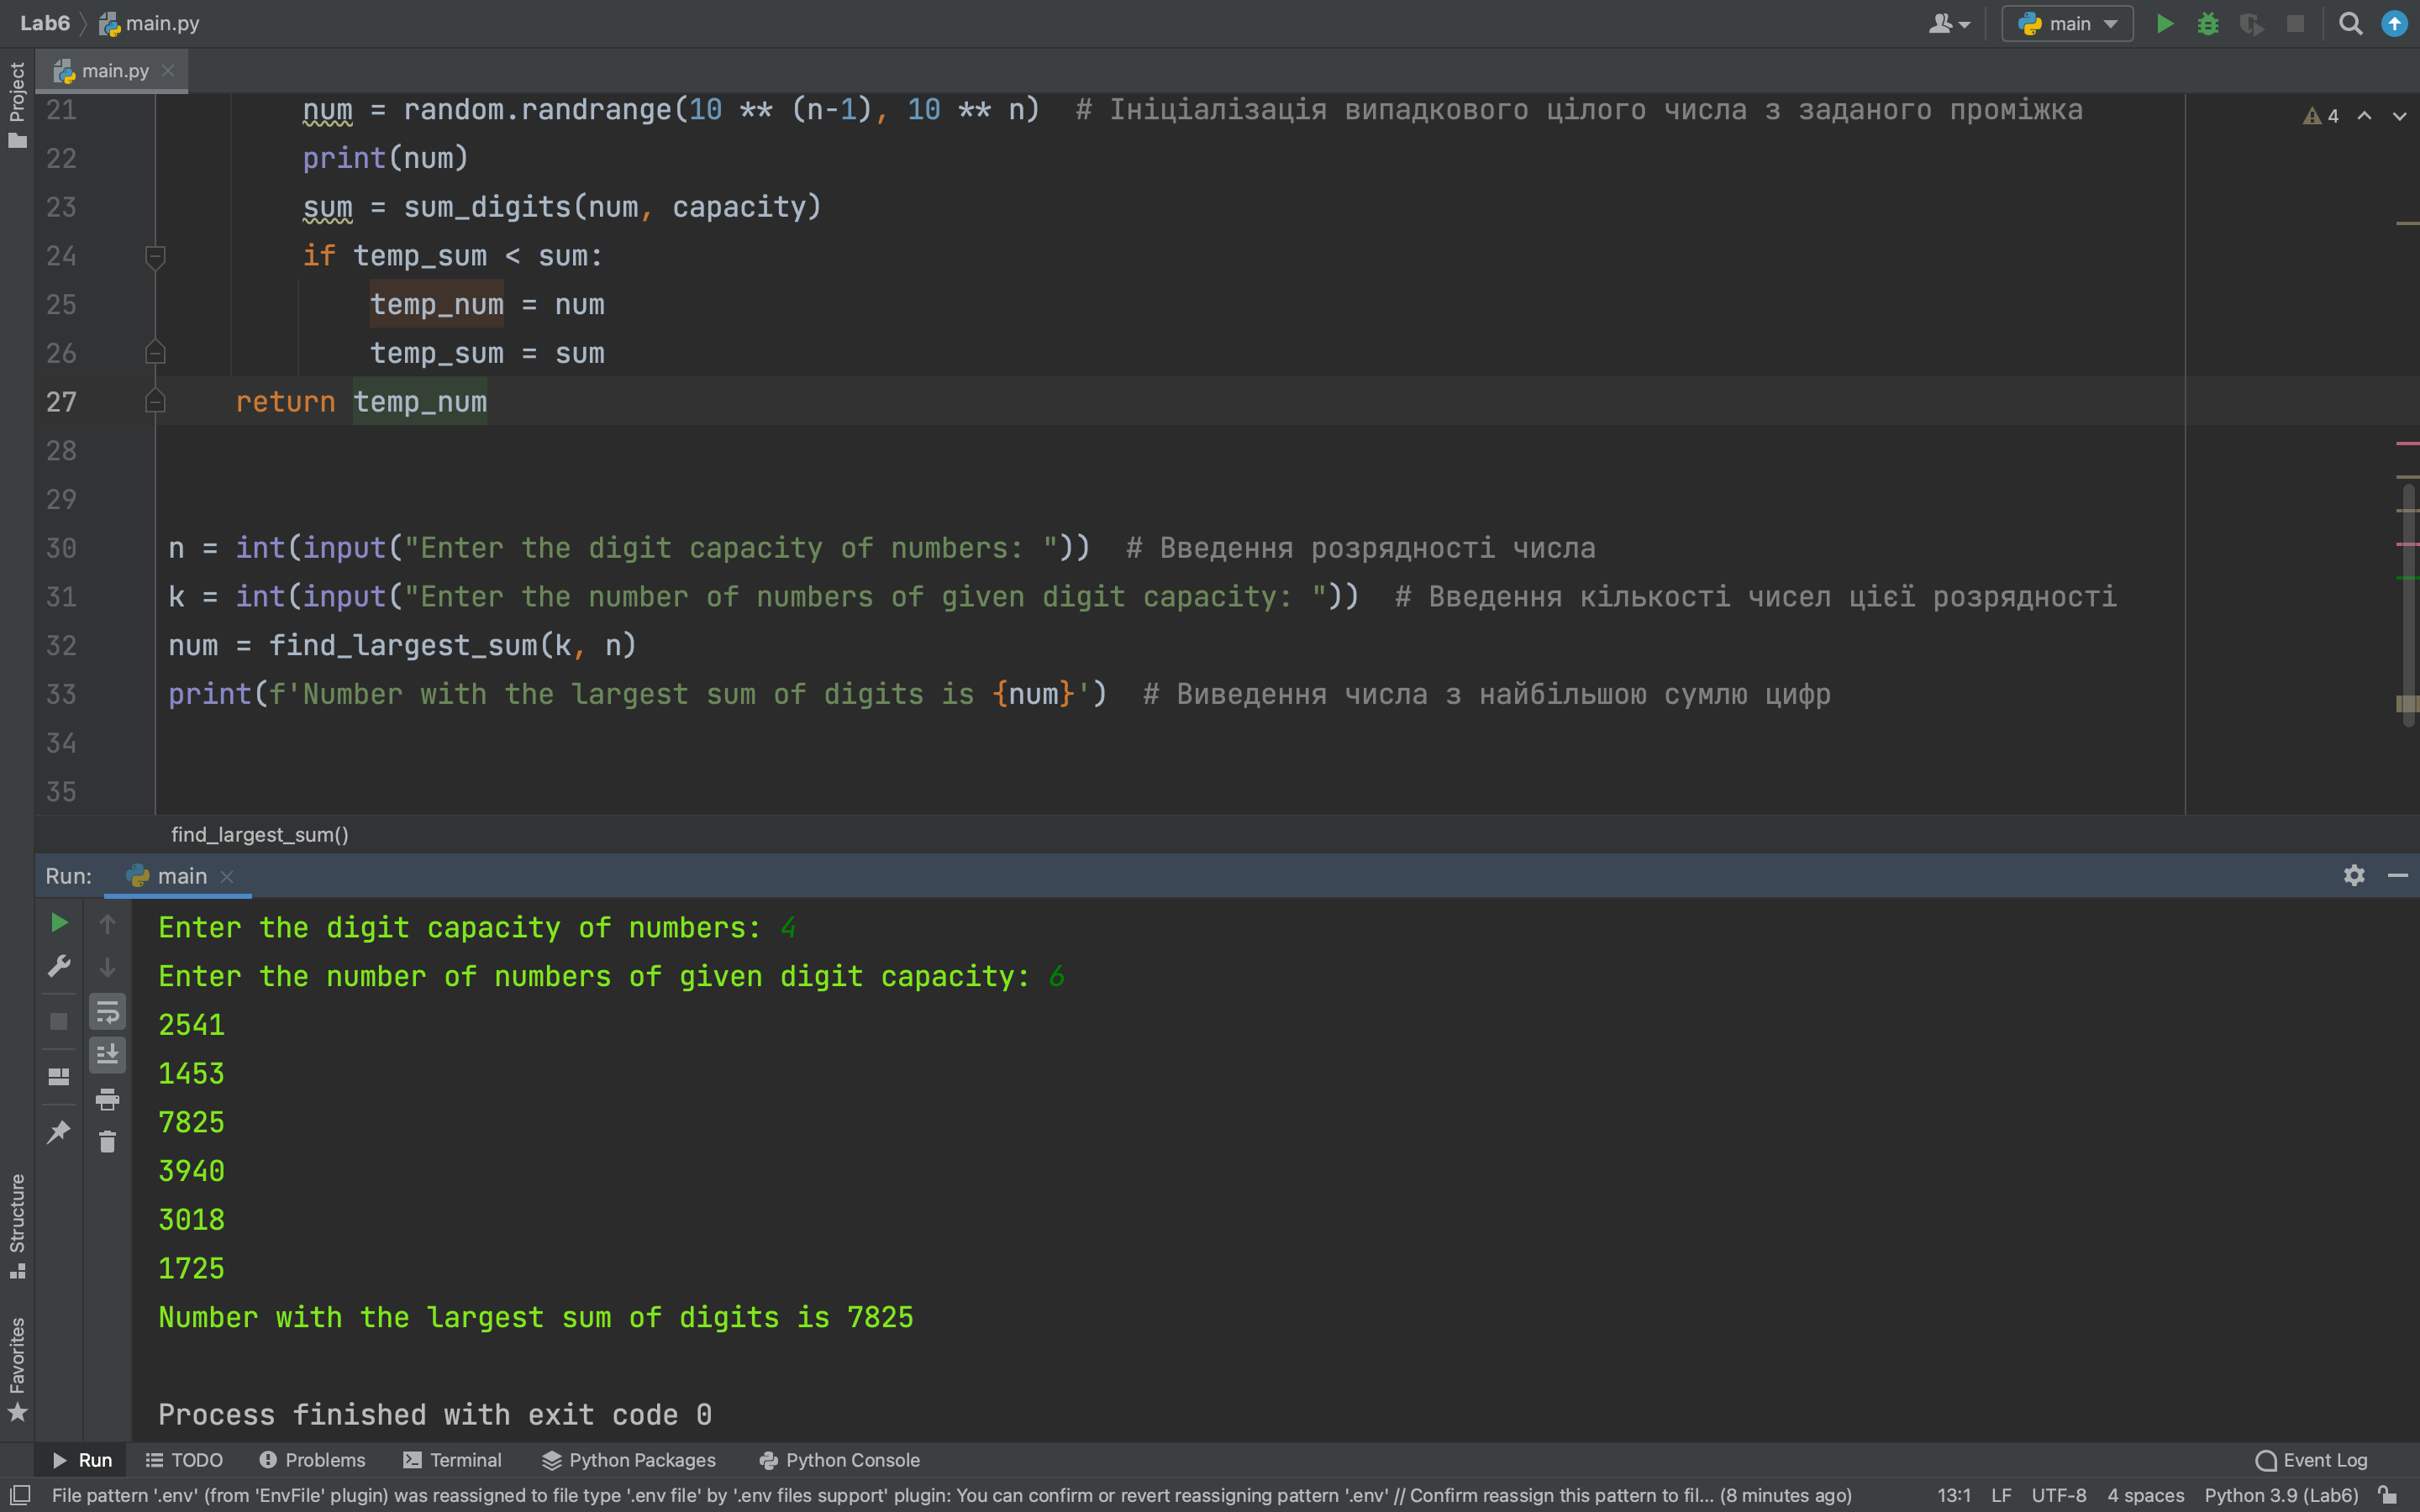 Lab6 main.py
main
main.py
4
Project
21 num = random.randrange(10 ** (n-1), 10 ** n)  # Ініціалізація випадкового цілого числа з заданого проміжка
22 print(num)
23 sum = sum_digits(num, capacity)
24 if temp_sum < sum:
25 temp_num = num
26 temp_sum = sum
27 return temp_num
28
29
30 n = int(input("Enter the digit capacity of numbers: "))  # Введення розрядності числа
31 k = int(input("Enter the number of numbers of given digit capacity: "))  # Введення кількості чисел цієї розрядності
32 num = find_largest_sum(k, n)
33 print(f'Number with the largest sum of digits is {num}')  # Виведення числа з найбільшою сумлю цифр
34
35
find_largest_sum()
Run: main
Enter the digit capacity of numbers: 4
Enter the number of numbers of given digit capacity: 6
2541
1453
7825
3940
3018
1725
Number with the largest sum of digits is 7825
Process finished with exit code 0
Structure
Favorites
Run TODO Problems Terminal Python Packages Python Console Event Log
File pattern '.env' (from 'EnvFile' plugin) was reassigned to file type '.env file' by '.env files support' plugin: You can confirm or revert reassigning pattern '.env' // Confirm reassign this pattern to fil... (8 minutes ago) 13:1 LF UTF-8 4 spaces Python 3.9 (Lab6)